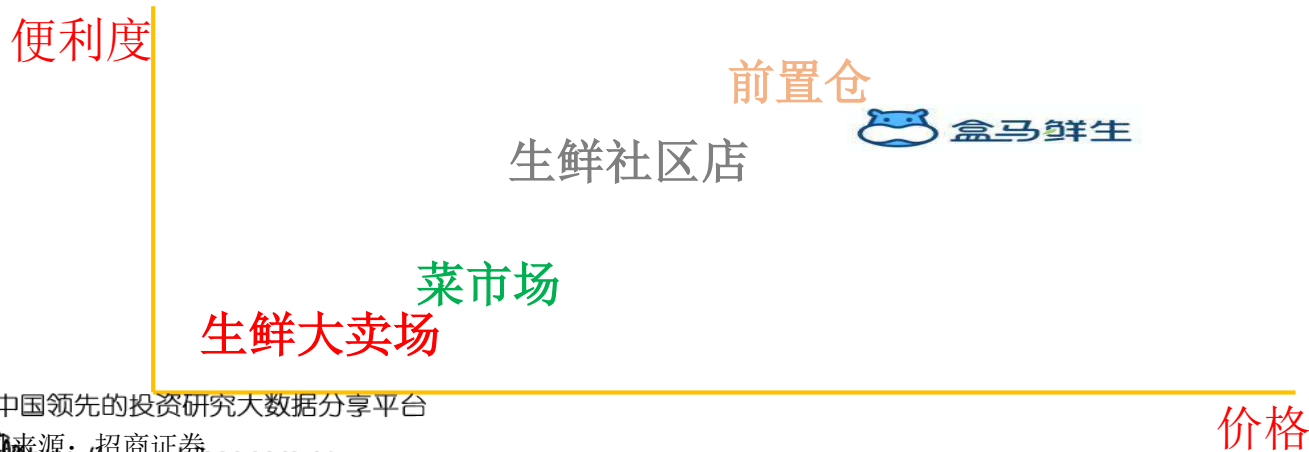 便利度
前置仓
盒马鲜生
生鲜社区店
菜市场
生鲜大卖场
中国领先的投资研究大数据分享平台
价格
来源：招商证券